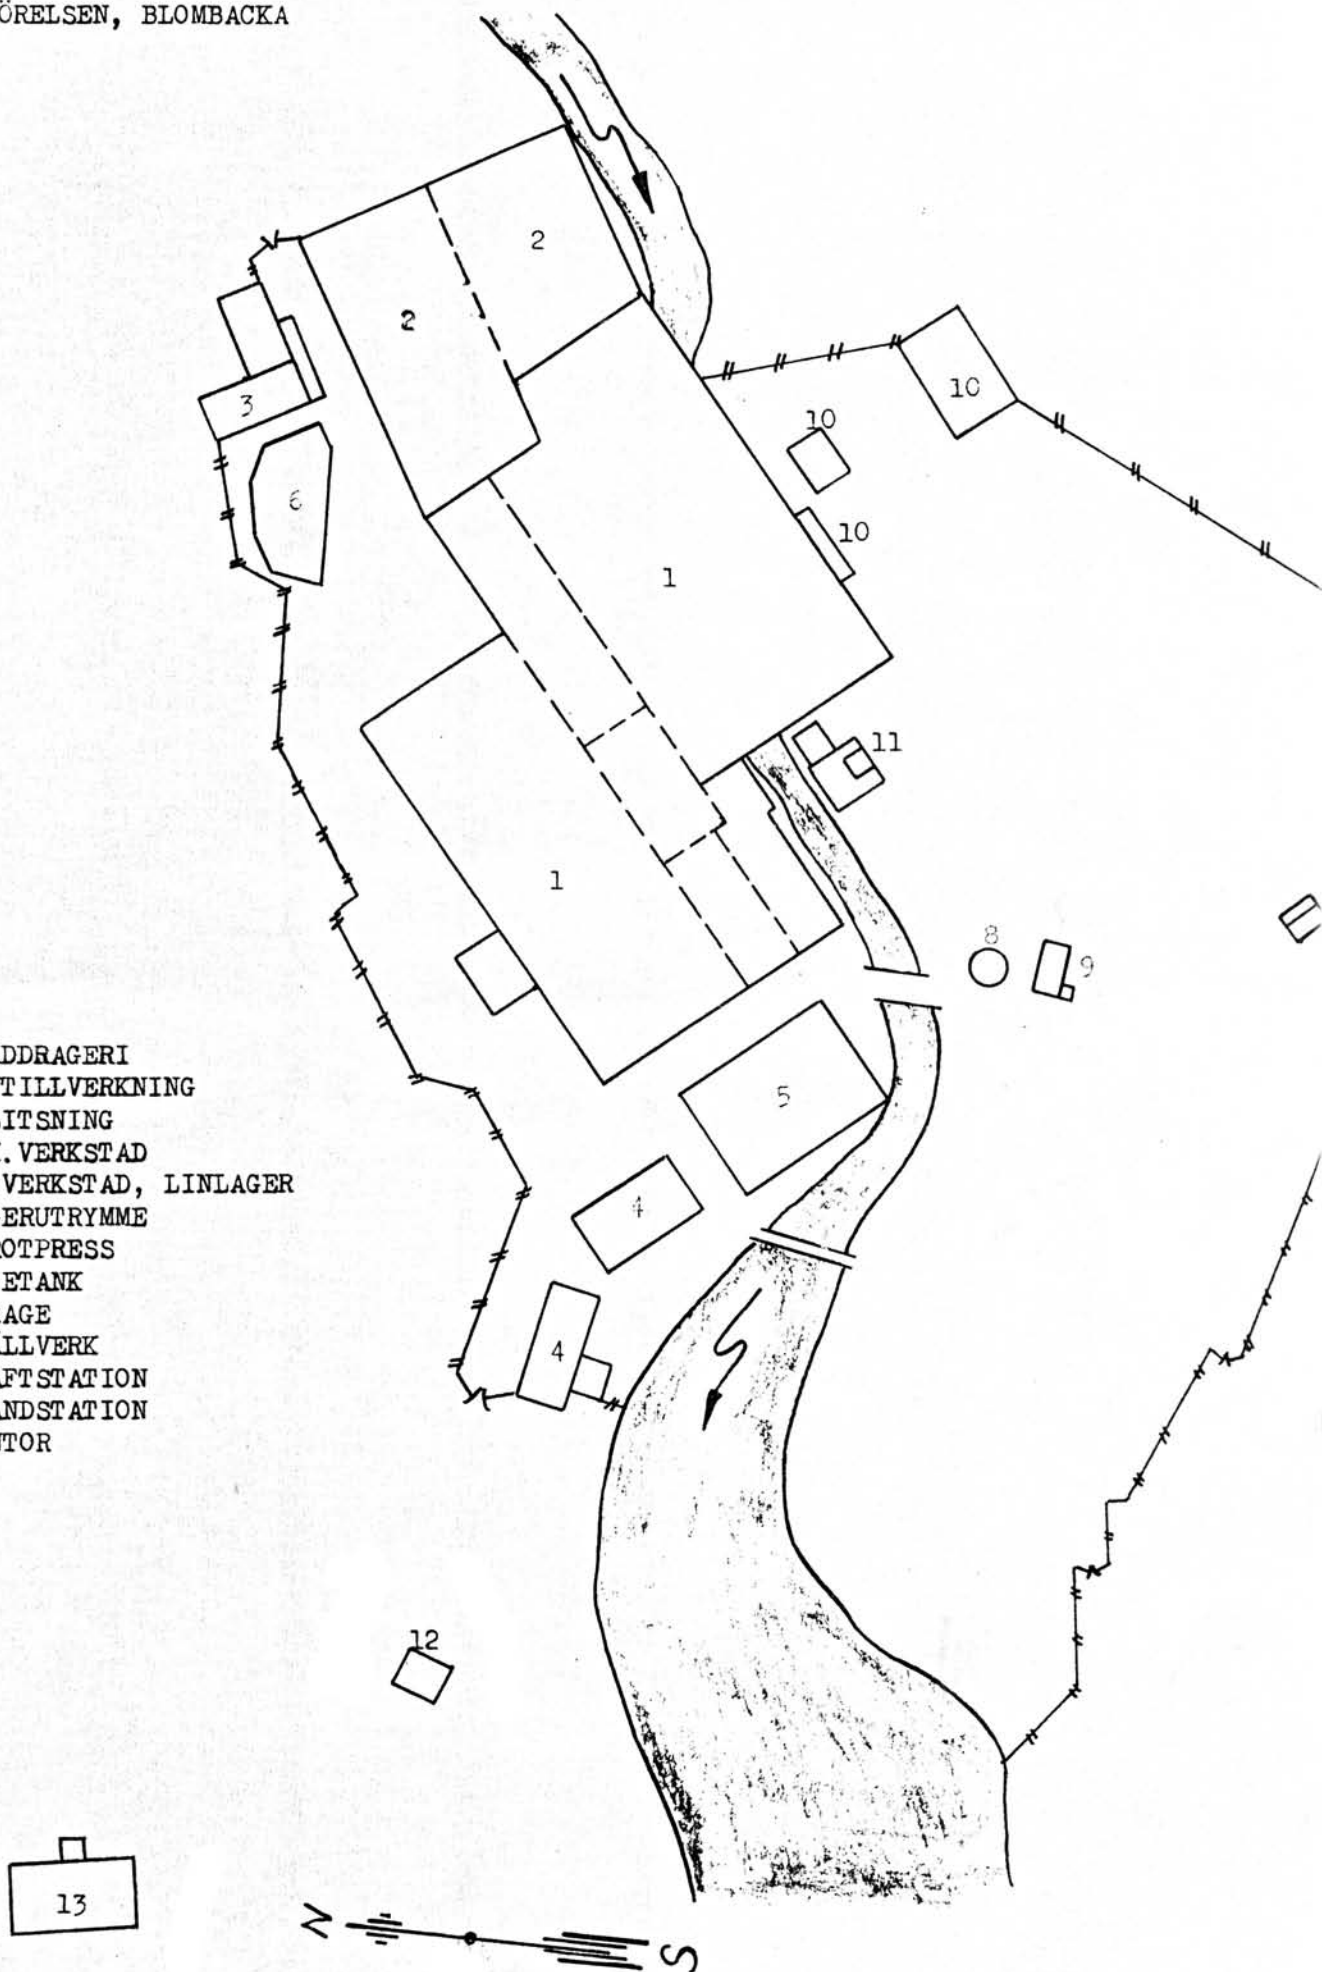 ÖRELSEN, BLOMBACKA
2
2
10
3
10
6
10
1
11
1
8
9
DDRAGERI
TILLVERKNING
ITSNING
.VERKSTAD
VERKSTAD, LINLAGER
ERUTRYMME
OTPRESS
ETANK
AGE
LLVERK
FTSTATION
NDSTATION
TOR
5
4
4
12
13
N
S